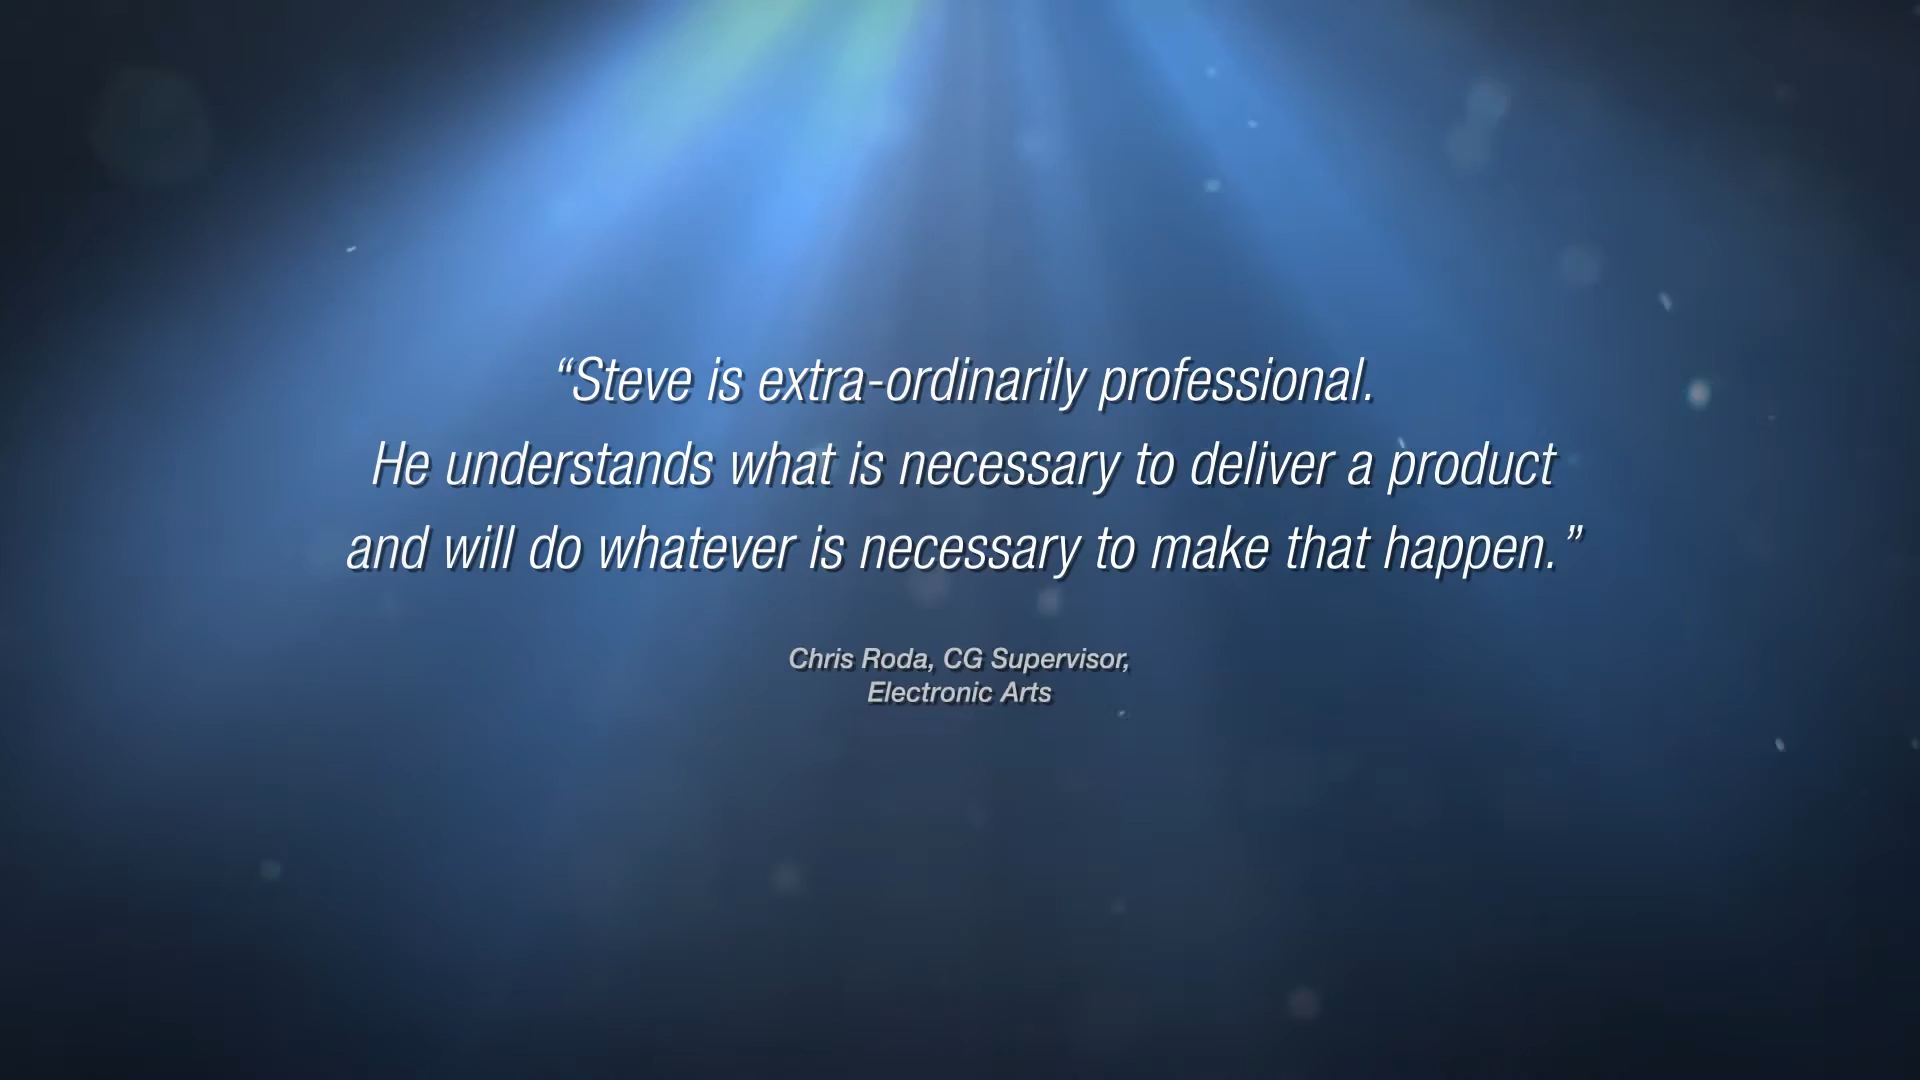 “Steve is extra-ordinarily professional.
He understands what is necessary to deliver a product
and will do whatever is necessary to make that happen.”
Chris Roda, CG Supervisor,
Electronic Arts